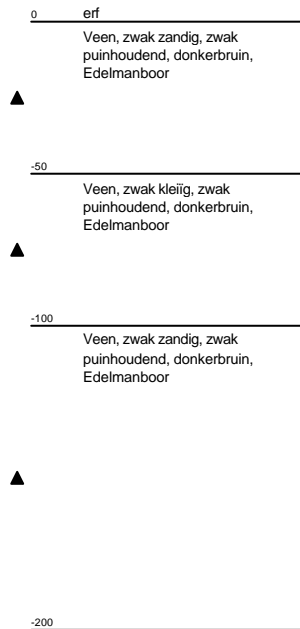 0 erf
Veen, zwak zandig, zwak
puinhoudend, donkerbruin,
Edelmanboor
-50
Veen, zwak kleiïg, zwak
puinhoudend, donkerbruin,
Edelmanboor
-100
Veen, zwak zandig, zwak
puinhoudend, donkerbruin,
Edelmanboor
-200